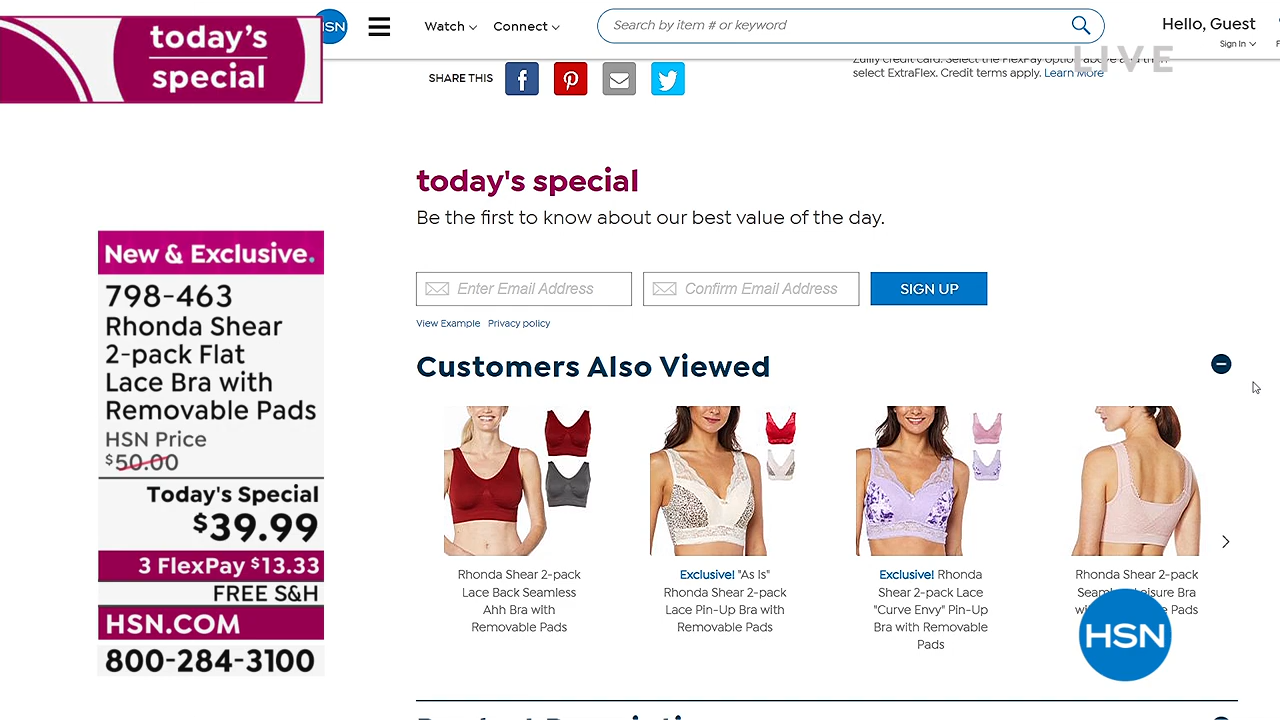 today's
special
HSN
Watch
Connect
Search by item # or keyword
Hello, Guest
Sign In
LIVE
SHARE THIS
Zulily credit card. Select the FlexPay option above and then
select ExtraFlex. Credit terms apply. Learn More
today's special
Be the first to know about our best value of the day.
Enter Email Address
Confirm Email Address
SIGN UP
View Example Privacy policy
New & Exclusive.
798-463
Rhonda Shear
2-pack Flat
Lace Bra with
Removable Pads
HSN Price
$50.00
Today's Special
$39.99
3 FlexPay $13.33
FREE S&H
HSN.COM
800-284-3100
Customers Also Viewed
Rhonda Shear 2-pack
Lace Back Seamless
Ahh Bra with
Removable Pads
Exclusive! "As Is"
Rhonda Shear 2-pack
Lace Pin-Up Bra with
Removable Pads
Exclusive! Rhonda
Shear 2-pack Lace
"Curve Envy" Pin-Up
Bra with Removable
Pads
Rhonda Shear 2-pack
Bra
Pads
HSN